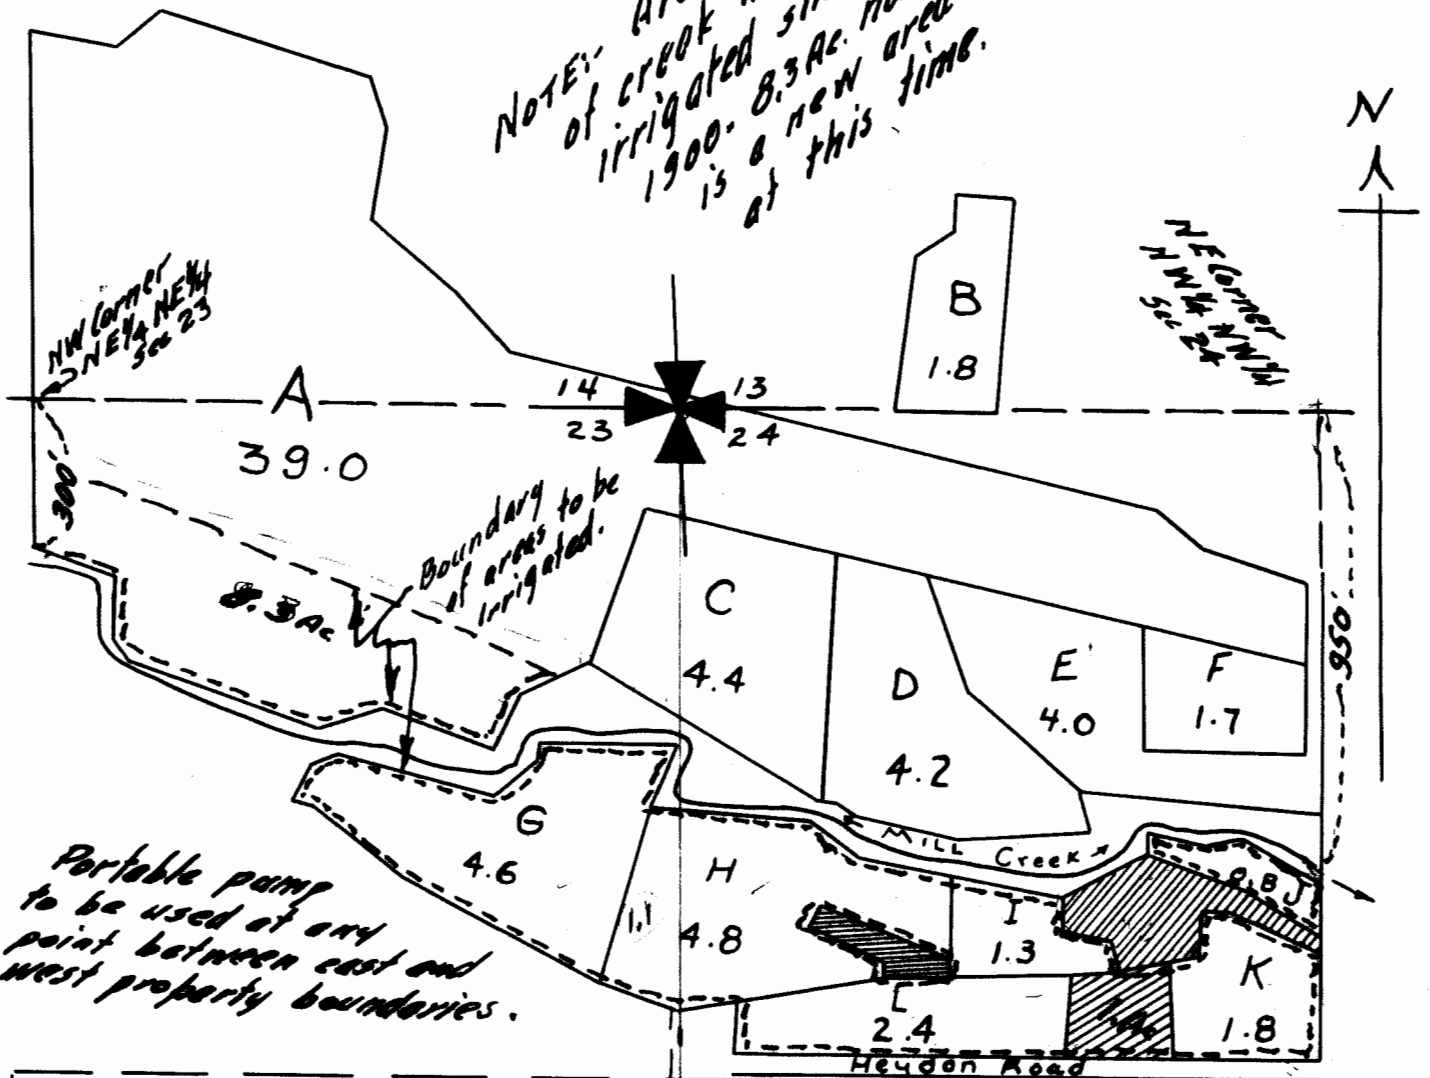 NOTE:
of creek
irrigated
1900. 8.3 Ac.
is a new area
at this time.
N
NW Corner
NE¼ NE¼
Sec 23
NE Corner
NW¼ NW¼
Sec 24
B
1.8
A
39.0
14
13
23
24
300'
950'
Boundary
of areas to be
irrigated.
8.3 Ac
C
4.4
D
4.2
E
4.0
F
1.7
G
4.6
H
4.8
1.1
I
1.3
J
0.8
K
1.8
L
2.4
Mill Creek
Portable pump
to be used at any
point between east and
west property boundaries.
Heydon Road